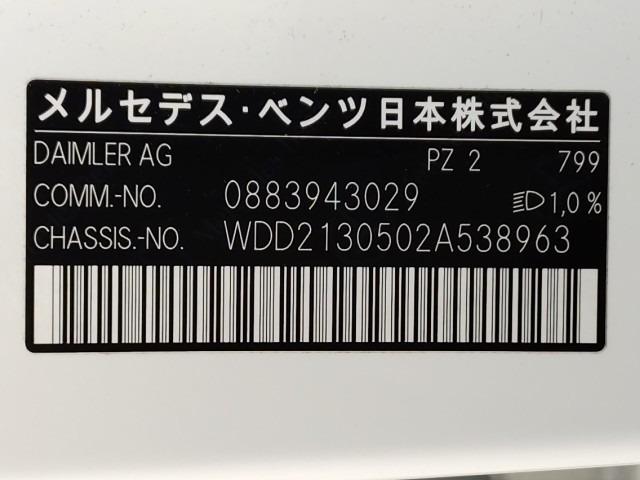 メルセデス・ベンツ日本株式会社
DAIMLER AG PZ 2 799
COMM.-NO. 0883943029 1,0 %
CHASSIS.-NO. WDD2130502A538963